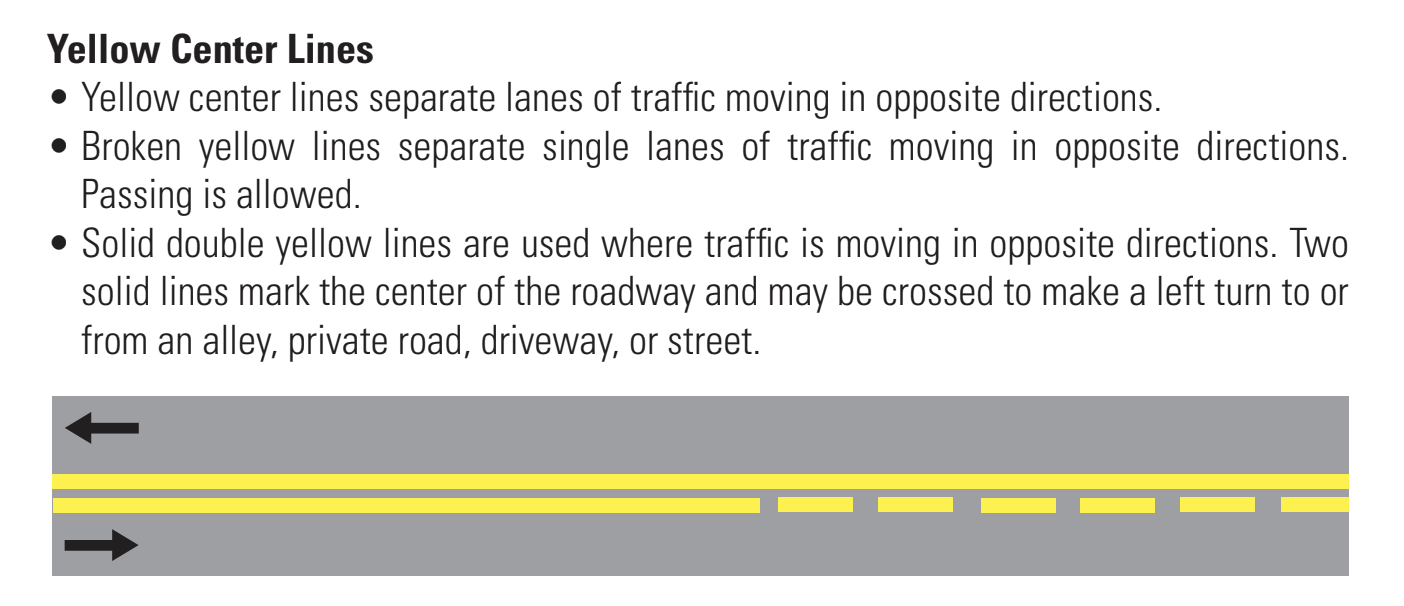 Yellow Center Lines
• Yellow center lines separate lanes of traffic moving in opposite directions.
• Broken yellow lines separate single lanes of traffic moving in opposite directions.
Passing is allowed.
• Solid double yellow lines are used where traffic is moving in opposite directions. Two
solid lines mark the center of the roadway and may be crossed to make a left turn to or
from an alley, private road, driveway, or street.